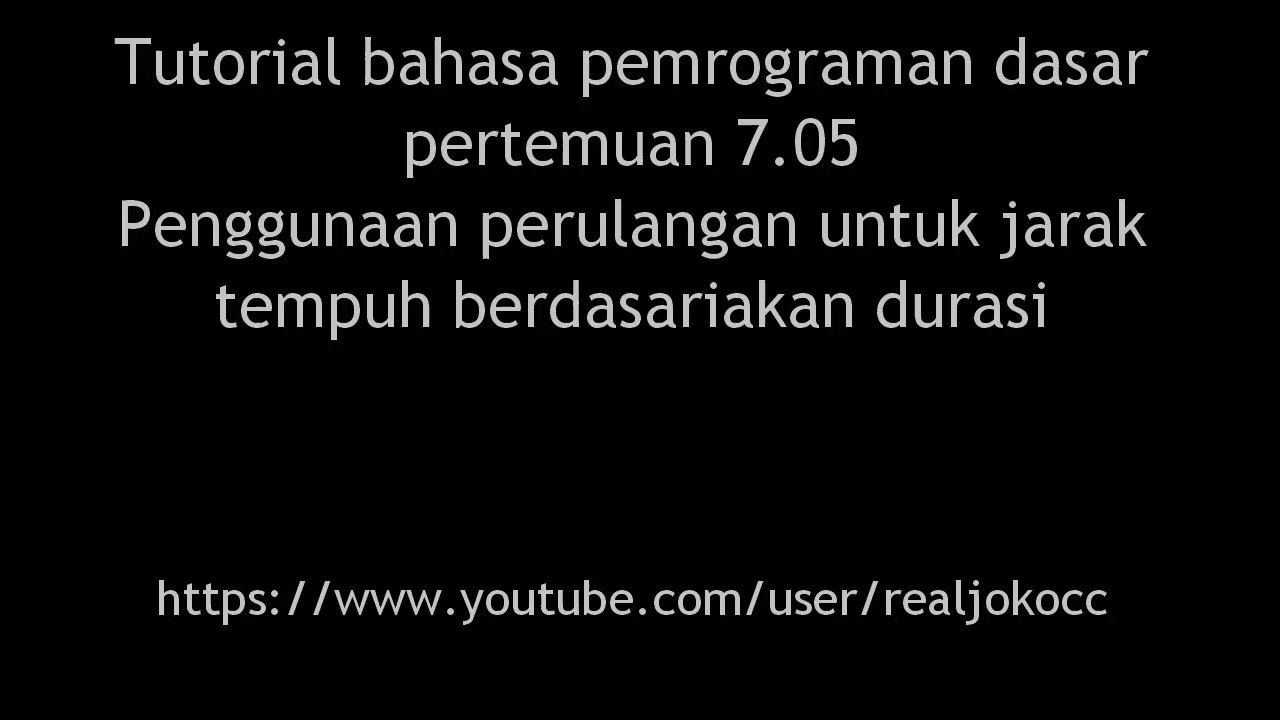 Tutorial bahasa pemrograman dasar
pertemuan 7.05
Penggunaan perulangan untuk jarak
tempuh berdasariakan durasi
https://www.youtube.com/user/realjokocc